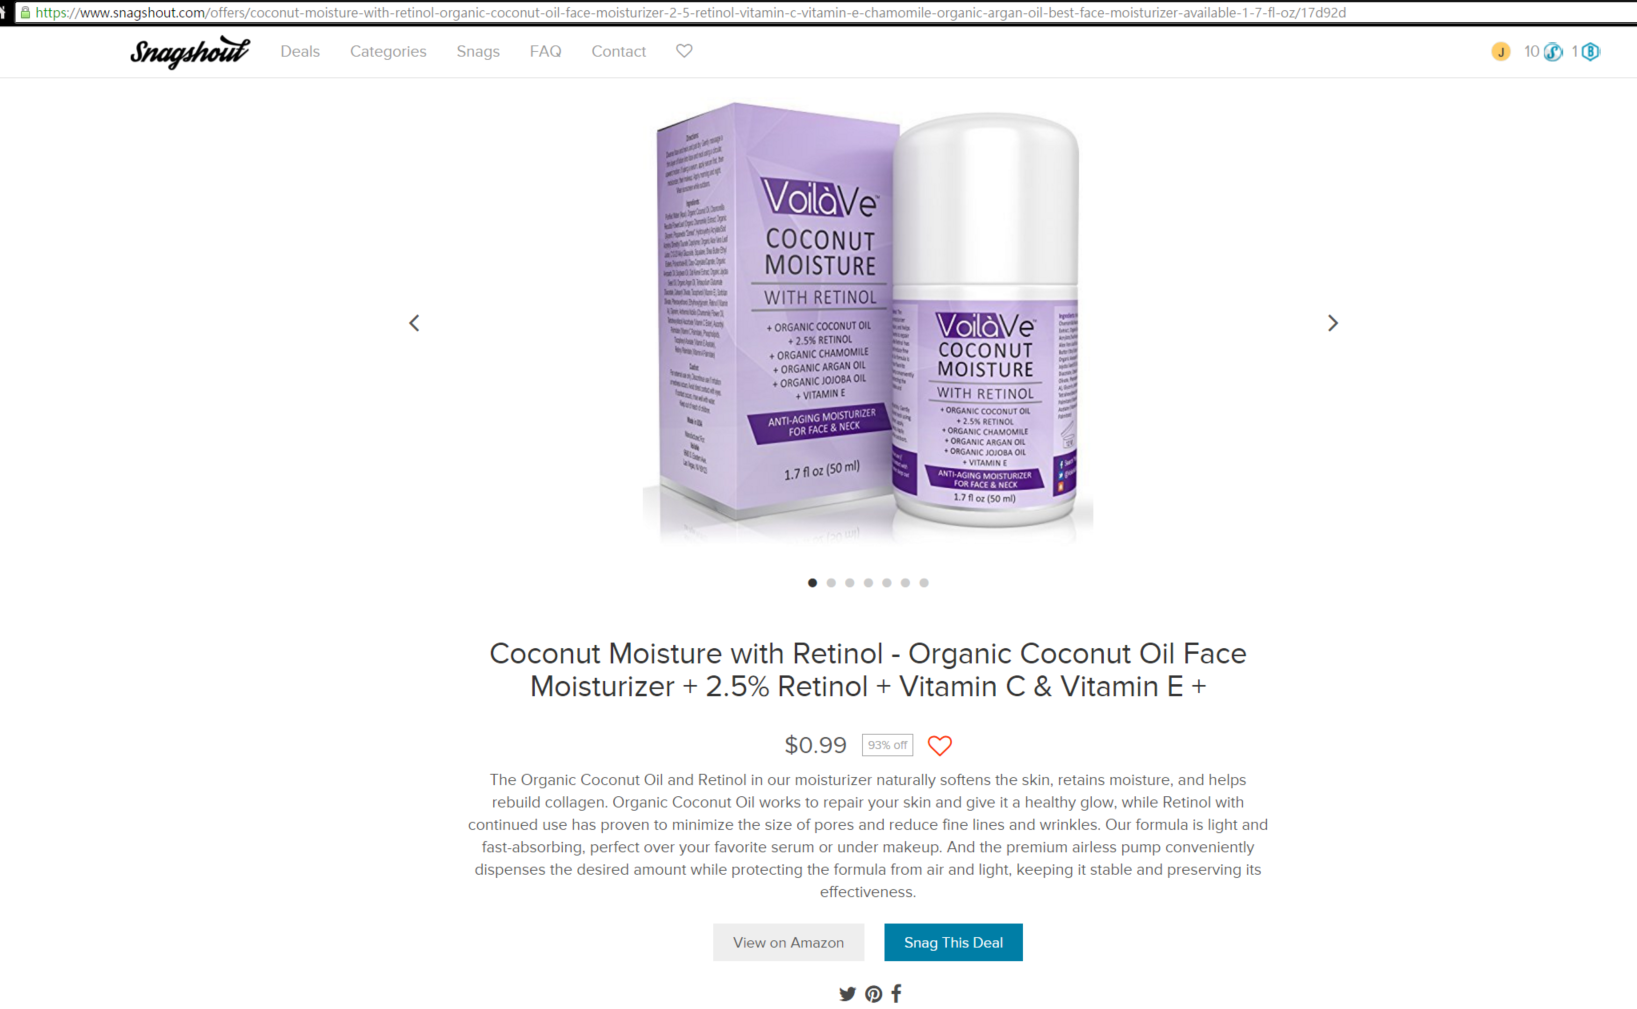 https://www.snagshout.com/offers/coconut-moisture-with-retinol-organic-coconut-oil-face-moisturizer-2-5-retinol-vitamin-c-vitamin-e-chamomile-organic-argan-oil-best-face-moisturizer-available-1-7-fl-oz/17d92d
Snagshout Deals Categories Snags FAQ Contact J 10 S 1 B
Directions:
Ingredients:
Caution:
Made in USA
VoilàVe™
COCONUT
MOISTURE
WITH RETINOL
+ ORGANIC COCONUT OIL
+ 2.5% RETINOL
+ ORGANIC CHAMOMILE
+ ORGANIC ARGAN OIL
+ ORGANIC JOJOBA OIL
+ VITAMIN E
ANTI-AGING MOISTURIZER
FOR FACE & NECK
1.7 fl oz (50 ml)
VoilàVe™
COCONUT
MOISTURE
WITH RETINOL
+ ORGANIC COCONUT OIL
+ 2.5% RETINOL
+ ORGANIC CHAMOMILE
+ ORGANIC ARGAN OIL
+ ORGANIC JOJOBA OIL
+ VITAMIN E
ANTI-AGING MOISTURIZER
FOR FACE & NECK
1.7 fl oz (50 ml)
Coconut Moisture with Retinol - Organic Coconut Oil Face
Moisturizer + 2.5% Retinol + Vitamin C & Vitamin E +
$0.99 93% off
The Organic Coconut Oil and Retinol in our moisturizer naturally softens the skin, retains moisture, and helps
rebuild collagen. Organic Coconut Oil works to repair your skin and give it a healthy glow, while Retinol with
continued use has proven to minimize the size of pores and reduce fine lines and wrinkles. Our formula is light and
fast-absorbing, perfect over your favorite serum or under makeup. And the premium airless pump conveniently
dispenses the desired amount while protecting the formula from air and light, keeping it stable and preserving its
effectiveness.
View on Amazon Snag This Deal